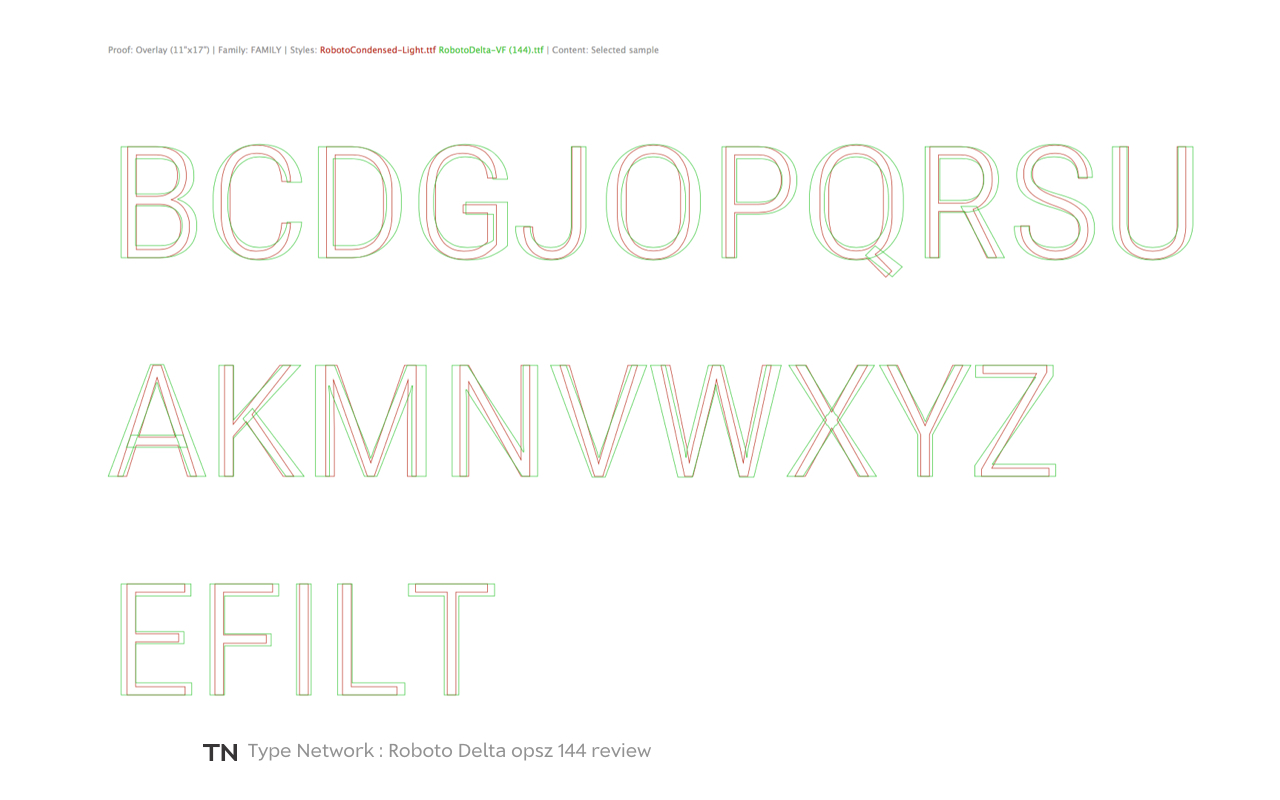 Proof: Overlay (11"x17") | Family: FAMILY | Styles: RobotoCondensed-Light.ttf RobotoDelta-VF (144).ttf | Content: Selected sample
BCDGJOPQRSU
AKMNVWXYZ
EFILT
TN Type Network : Roboto Delta opsz 144 review